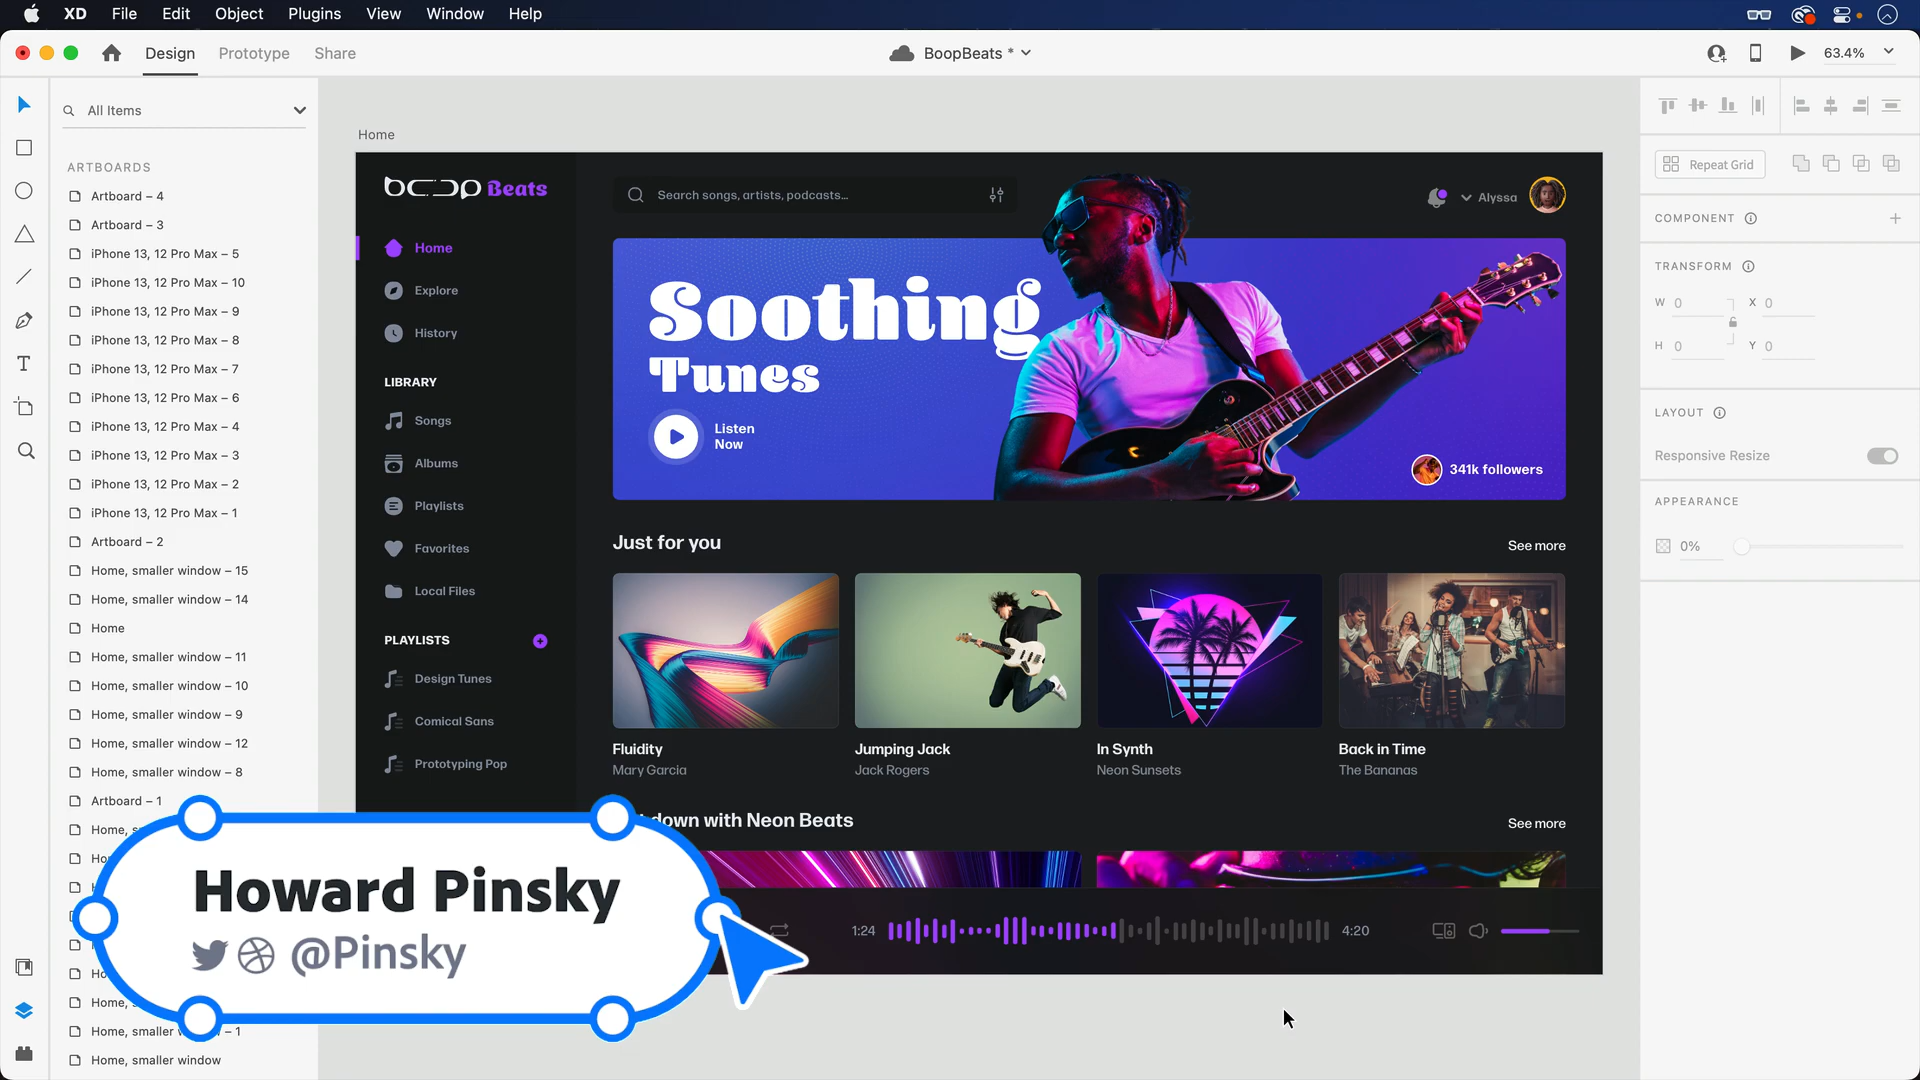 XD File Edit Object Plugins View Window Help
Design Prototype Share
BoopBeats *
63.4%
All Items
ARTBOARDS
Artboard – 4
Artboard – 3
iPhone 13, 12 Pro Max – 5
iPhone 13, 12 Pro Max – 10
iPhone 13, 12 Pro Max – 9
iPhone 13, 12 Pro Max – 8
iPhone 13, 12 Pro Max – 7
iPhone 13, 12 Pro Max – 6
iPhone 13, 12 Pro Max – 4
iPhone 13, 12 Pro Max – 3
iPhone 13, 12 Pro Max – 2
iPhone 13, 12 Pro Max – 1
Artboard – 2
Home, smaller window – 15
Home, smaller window – 14
Home
Home, smaller window – 11
Home, smaller window – 10
Home, smaller window – 9
Home, smaller window – 12
Home, smaller window – 8
Artboard – 1
Home,
Home,
Home, smaller – 1
Home, smaller window
Home
boop Beats
Home
Explore
History
LIBRARY
Songs
Albums
Playlists
Favorites
Local Files
PLAYLISTS
Design Tunes
Comical Sans
Prototyping Pop
Search songs, artists, podcasts...
Alyssa
Soothing
Tunes
Listen
Now
341k followers
Just for you
See more
Fluidity
Mary Garcia
Jumping Jack
Jack Rogers
In Synth
Neon Sunsets
Back in Time
The Bananas
down with Neon Beats
See more
1:24
4:20
Howard Pinsky
@Pinsky
Repeat Grid
COMPONENT
TRANSFORM
W 0 X 0
H 0 Y 0
LAYOUT
Responsive Resize
APPEARANCE
0%